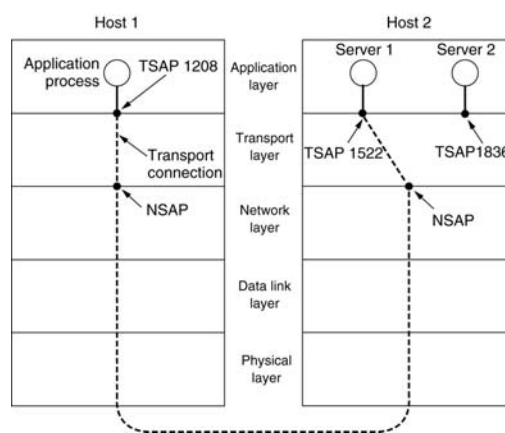 Host 1
Host 2
Application
process
TSAP 1208
Application
layer
Server 1
Server 2
Transport
connection
Transport
layer
TSAP 1522
TSAP1836
NSAP
Network
layer
NSAP
Data link
layer
Physical
layer